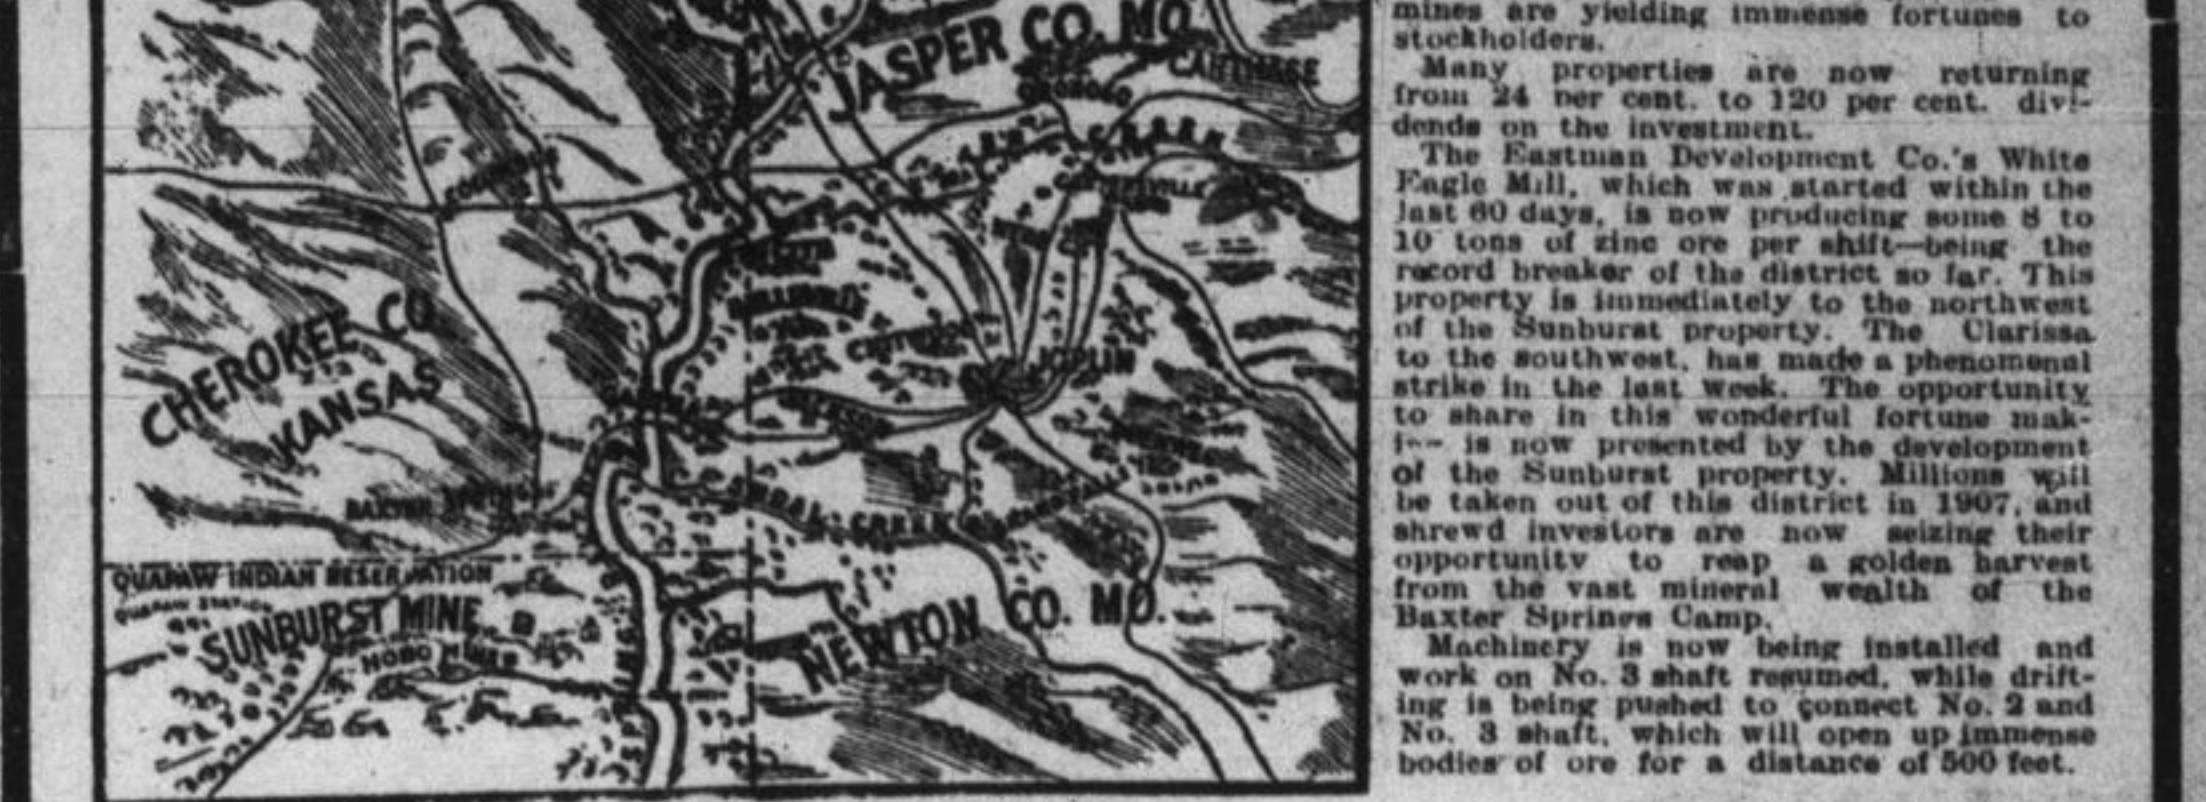 JASPER CO. MO.
CARTHAGE
ORONOGO
CREEK
COLUMBUS
CHEROKEE CO
KANSAS
JOPLIN
BAXTER SPRINGS
SHOAL CREEK
QUAPAW INDIAN RESERVATION
QUAPAW STATION
SUNBURST MINE
HOBO MINES
NEWTON CO. MO.
mines are yielding immense fortunes to
stockholders.
Many properties are now returning
from 24 per cent. to 120 per cent. divi-
dends on the investment.
The Eastman Development Co.'s White
Eagle Mill, which was started within the
last 60 days, is now producing some 8 to
10 tons of zinc ore per shift—being the
record breaker of the district so far. This
property is immediately to the northwest
of the Sunburst property. The Clarissa
to the southwest, has made a phenomenal
strike in the last week. The opportunity
to share in this wonderful fortune mak-
is now presented by the development
of the Sunburst property. Millions will
be taken out of this district in 1907, and
shrewd investors are now seizing their
opportunity to reap a golden harvest
from the vast mineral wealth of the
Baxter Springs Camp.
Machinery is now being installed and
work on No. 3 shaft resumed, while drift-
ing is being pushed to connect No. 2 and
No. 3 shaft, which will open up immense
bodies of ore for a distance of 500 feet.